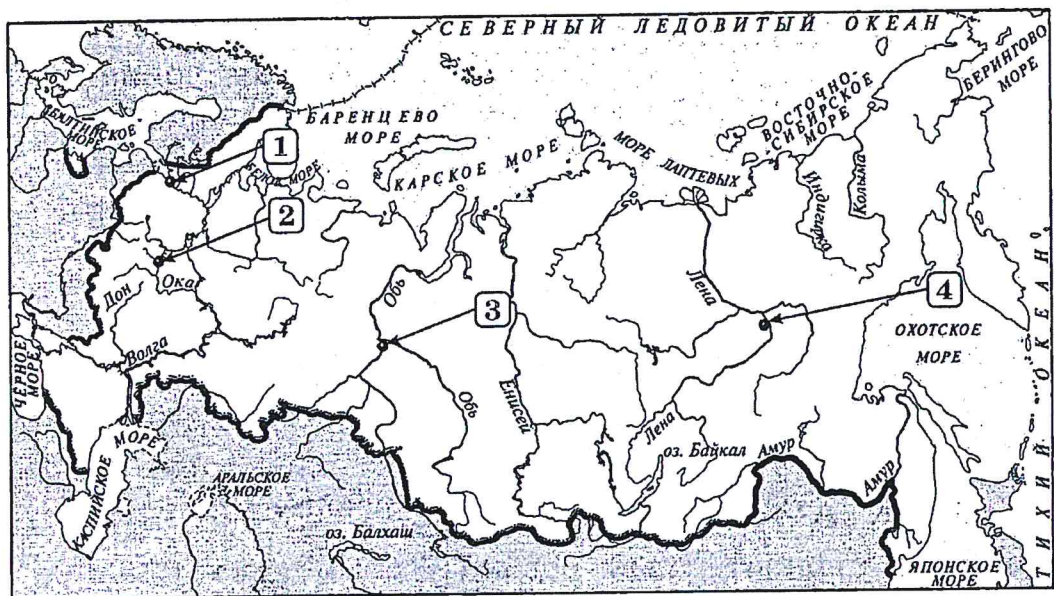 СЕВЕРНЫЙ ЛЕДОВИТЫЙ ОКЕАН
БЕРИНГОВО
МОРЕ
БАРЕНЦЕВО
МОРЕ
БАЛТИЙСКОЕ
МОРЕ
ВОСТОЧНО-
СИБИРСКОЕ
МОРЕ
1
БЕЛОЕ МОРЕ
КАРСКОЕ МОРЕ
МОРЕ ЛАПТЕВЫХ
Индигирка
Колыма
2
Дон
Ока
Обь
3
Лена
4
ОХОТСКОЕ
МОРЕ
ЧЁРНОЕ
МОРЕ
Волга
Обь
Енисей
Лена
оз. Байкал
Амур
Амур
КАСПИЙСКОЕ МОРЕ
АРАЛЬСКОЕ
МОРЕ
оз. Балхаш
ЯПОНСКОЕ
МОРЕ
ТИХИЙ ОКЕАН